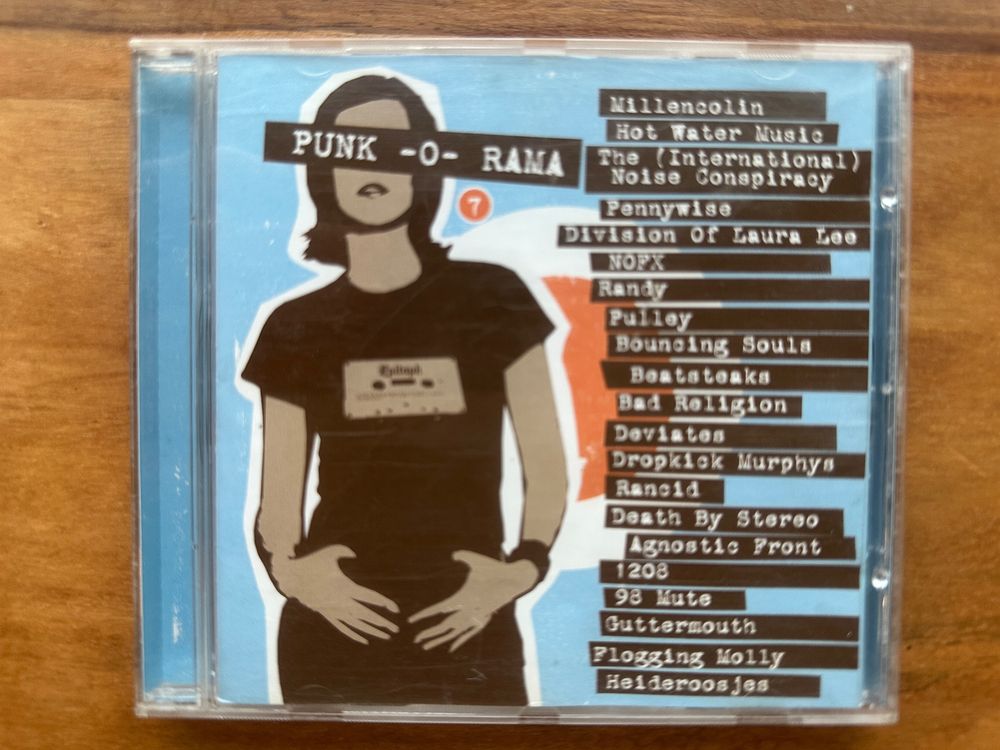 PUNK -O- RAMA
7
Epitaph
Millencolin
Hot Water Music
The (International)
Noise Conspiracy
Pennywise
Division Of Laura Lee
NOFX
Randy
Pulley
Bouncing Souls
Beatsteaks
Bad Religion
Deviates
Dropkick Murphys
Rancid
Death By Stereo
Agnostic Front
1208
98 Mute
Guttermouth
Flogging Molly
Heideroosjes